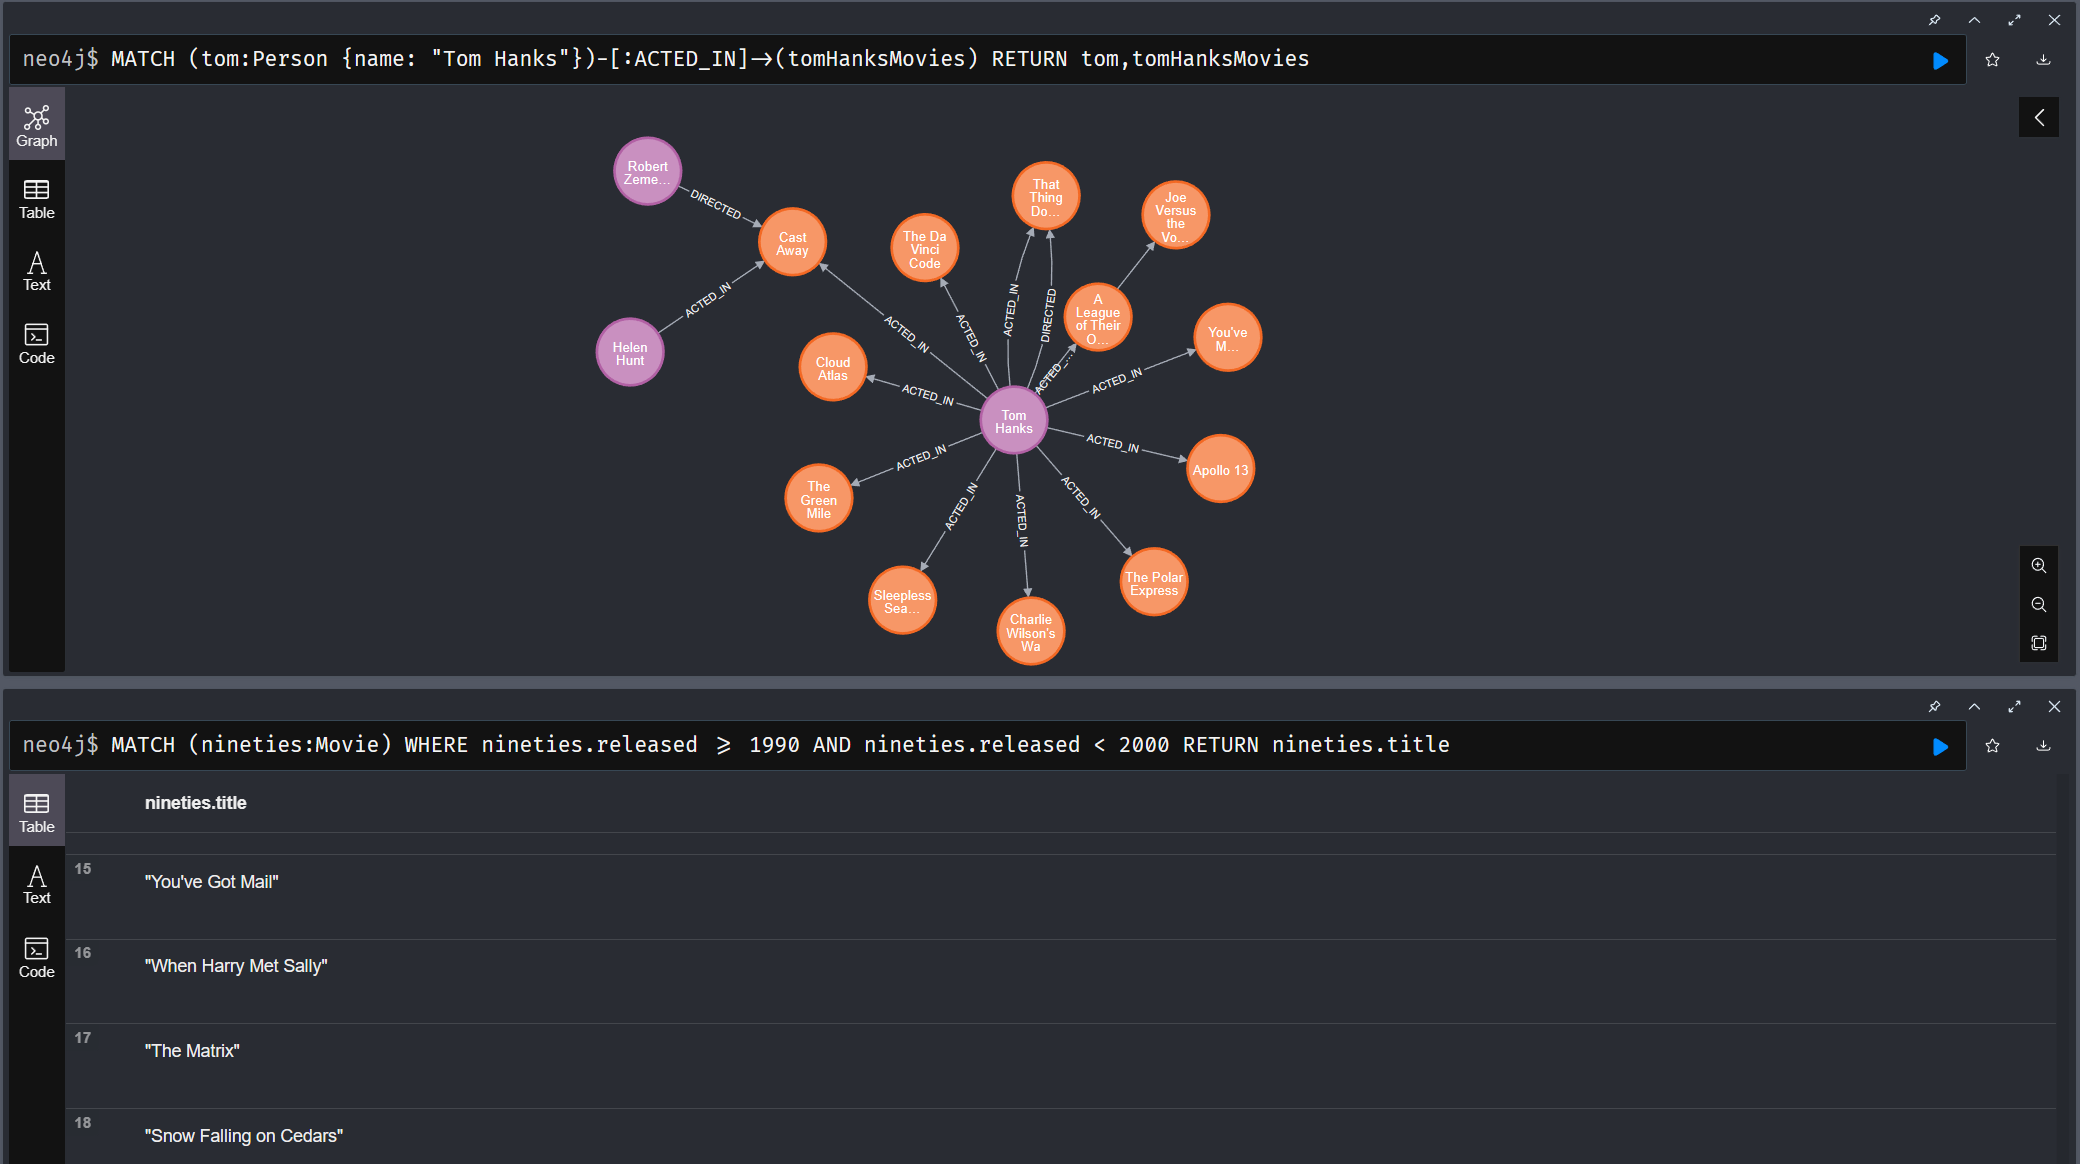 neo4j$ MATCH (tom:Person {name: "Tom Hanks"})-[:ACTED_IN]->(tomHanksMovies) RETURN tom,tomHanksMovies
Graph
Table
Text
Code
Robert
Zeme...
DIRECTED
Cast
Away
Helen
Hunt
ACTED_IN
ACTED_IN
The Da
Vinci
Code
ACTED_IN
That
Thing
Do...
ACTED_IN
DIRECTED
Joe
Versus
the
Vo...
A
League
of Their
O...
ACTED_...
You've
M...
ACTED_IN
Cloud
Atlas
ACTED_IN
Tom
Hanks
ACTED_IN
Apollo 13
ACTED_IN
The
Green
Mile
ACTED_IN
Sleepless
Sea...
ACTED_IN
Charlie
Wilson's
Wa
ACTED_IN
The Polar
Express
neo4j$ MATCH (nineties:Movie) WHERE nineties.released >= 1990 AND nineties.released < 2000 RETURN nineties.title
Table
Text
Code
nineties.title
15
"You've Got Mail"
16
"When Harry Met Sally"
17
"The Matrix"
18
"Snow Falling on Cedars"